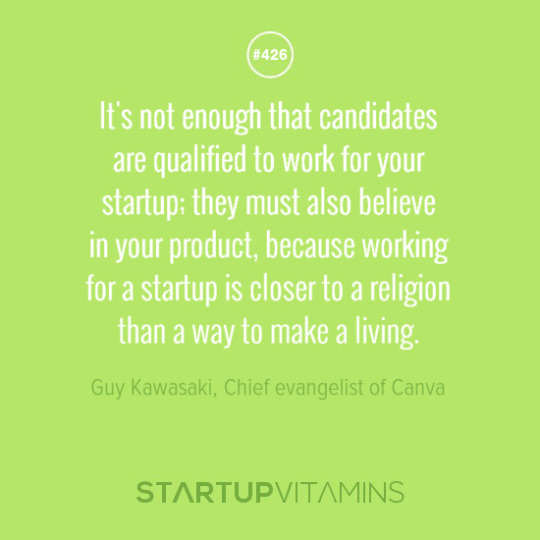 #426
It's not enough that candidates
are qualified to work for your
startup; they must also believe
in your product, because working
for a startup is closer to a religion
than a way to make a living.
Guy Kawasaki, Chief evangelist of Canva
STARTUPVITAMINS